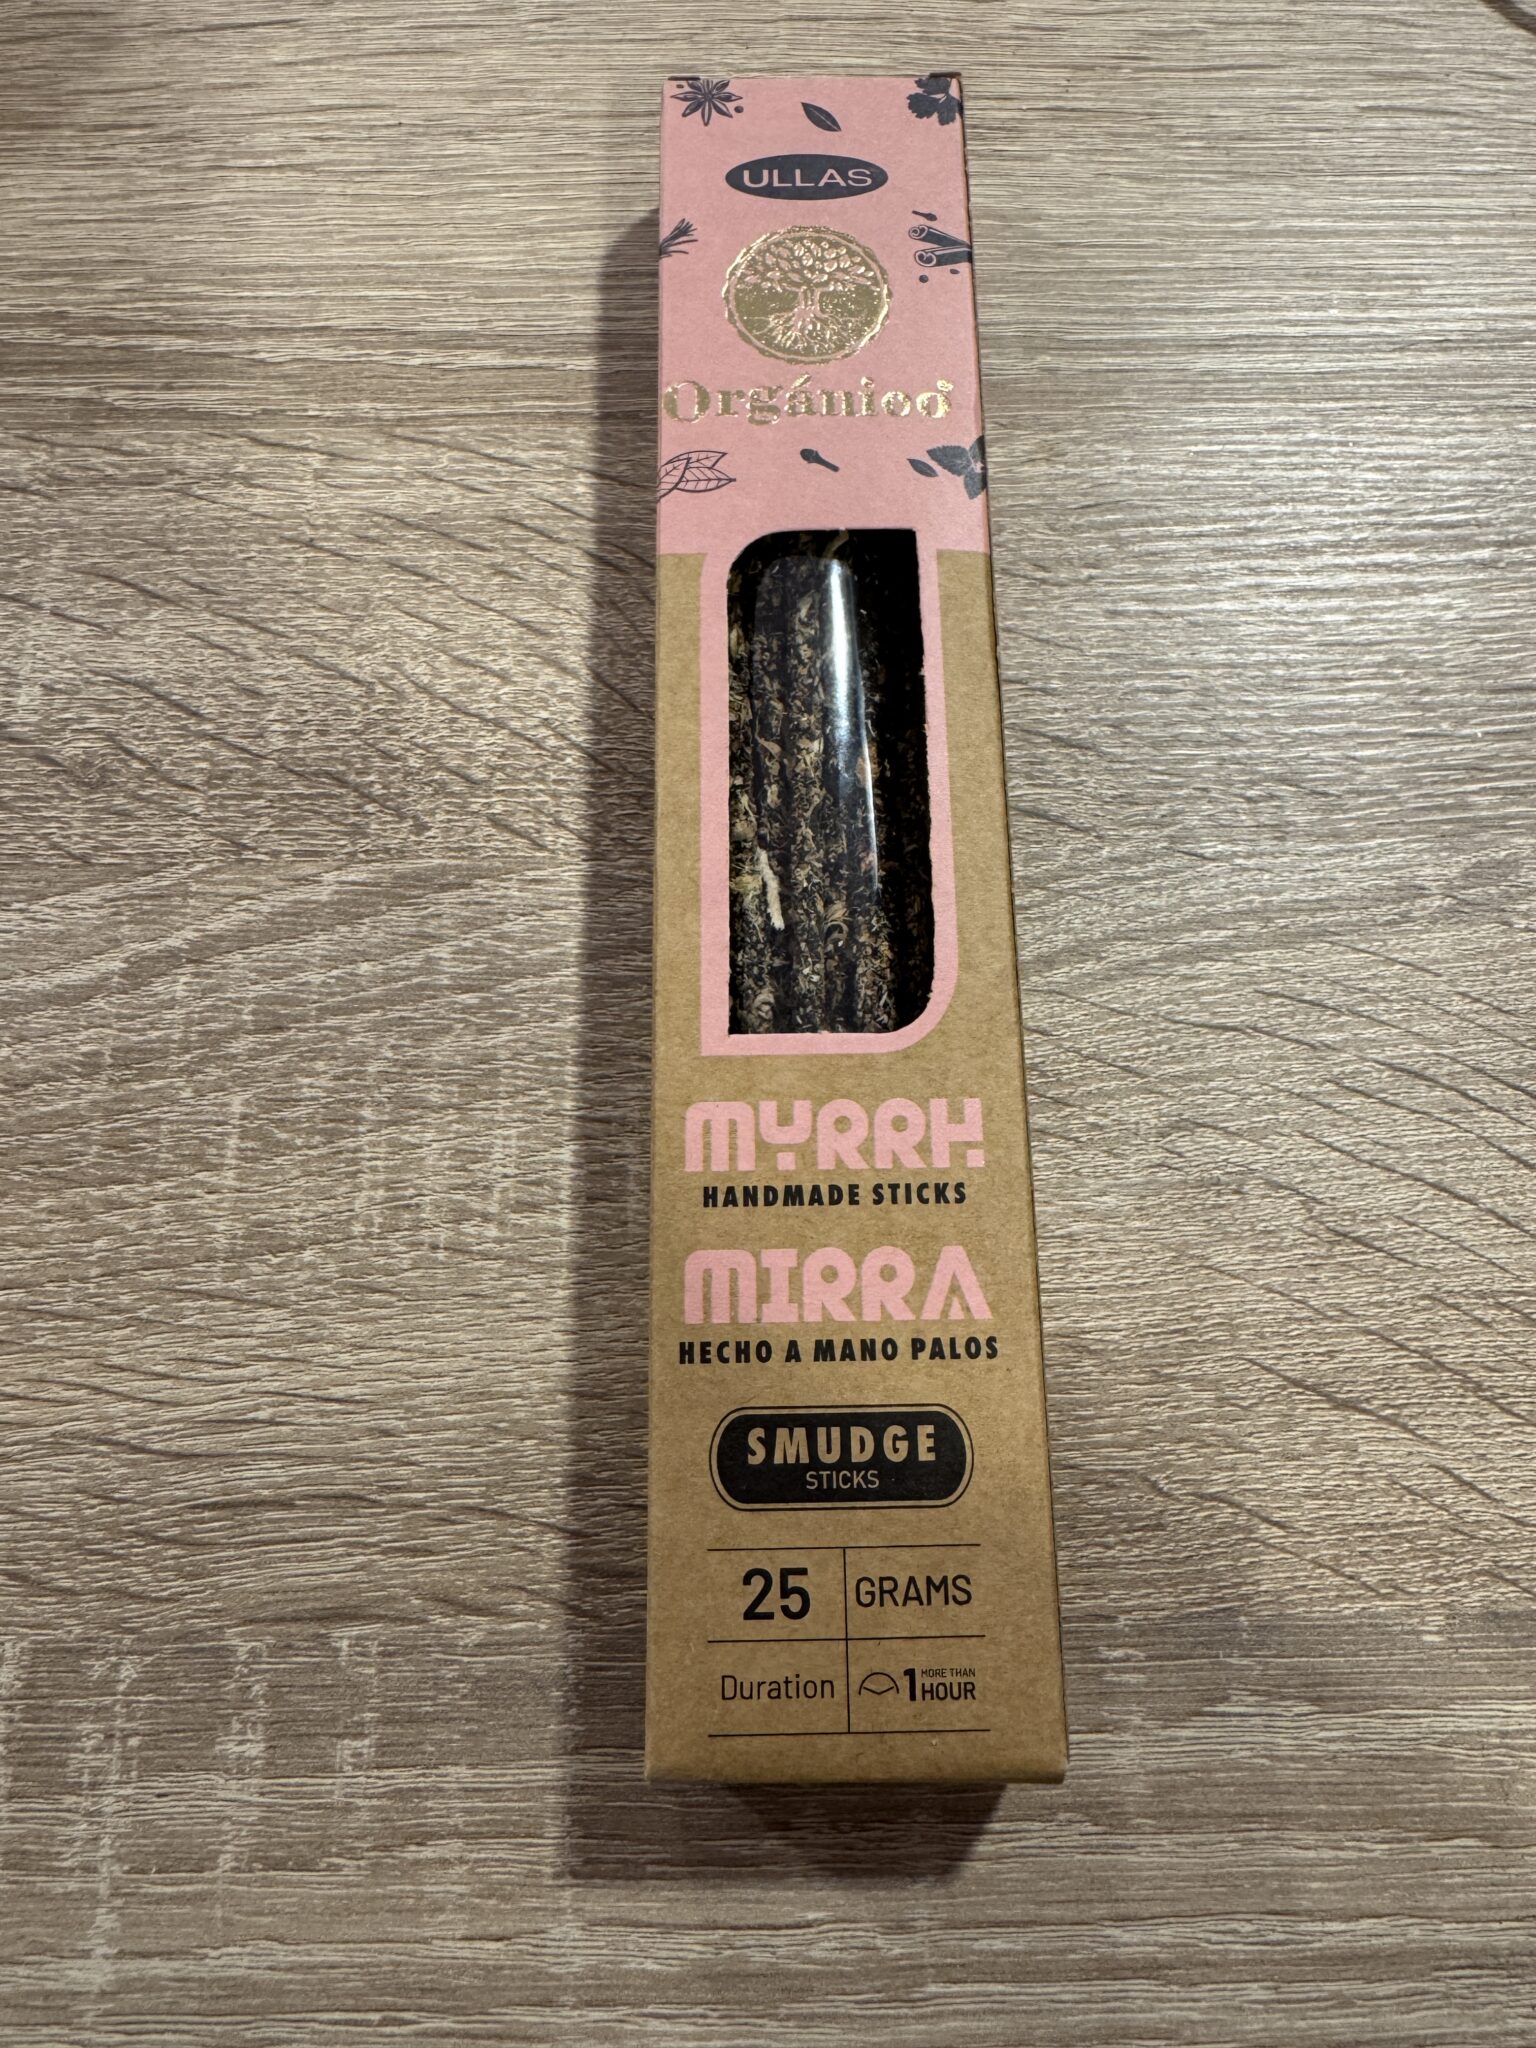 ULLAS
Orgánico
MYRRH
HANDMADE STICKS
MIRRA
HECHO A MANO PALOS
SMUDGE
STICKS
25 GRAMS
Duration 1 MORE THAN
HOUR